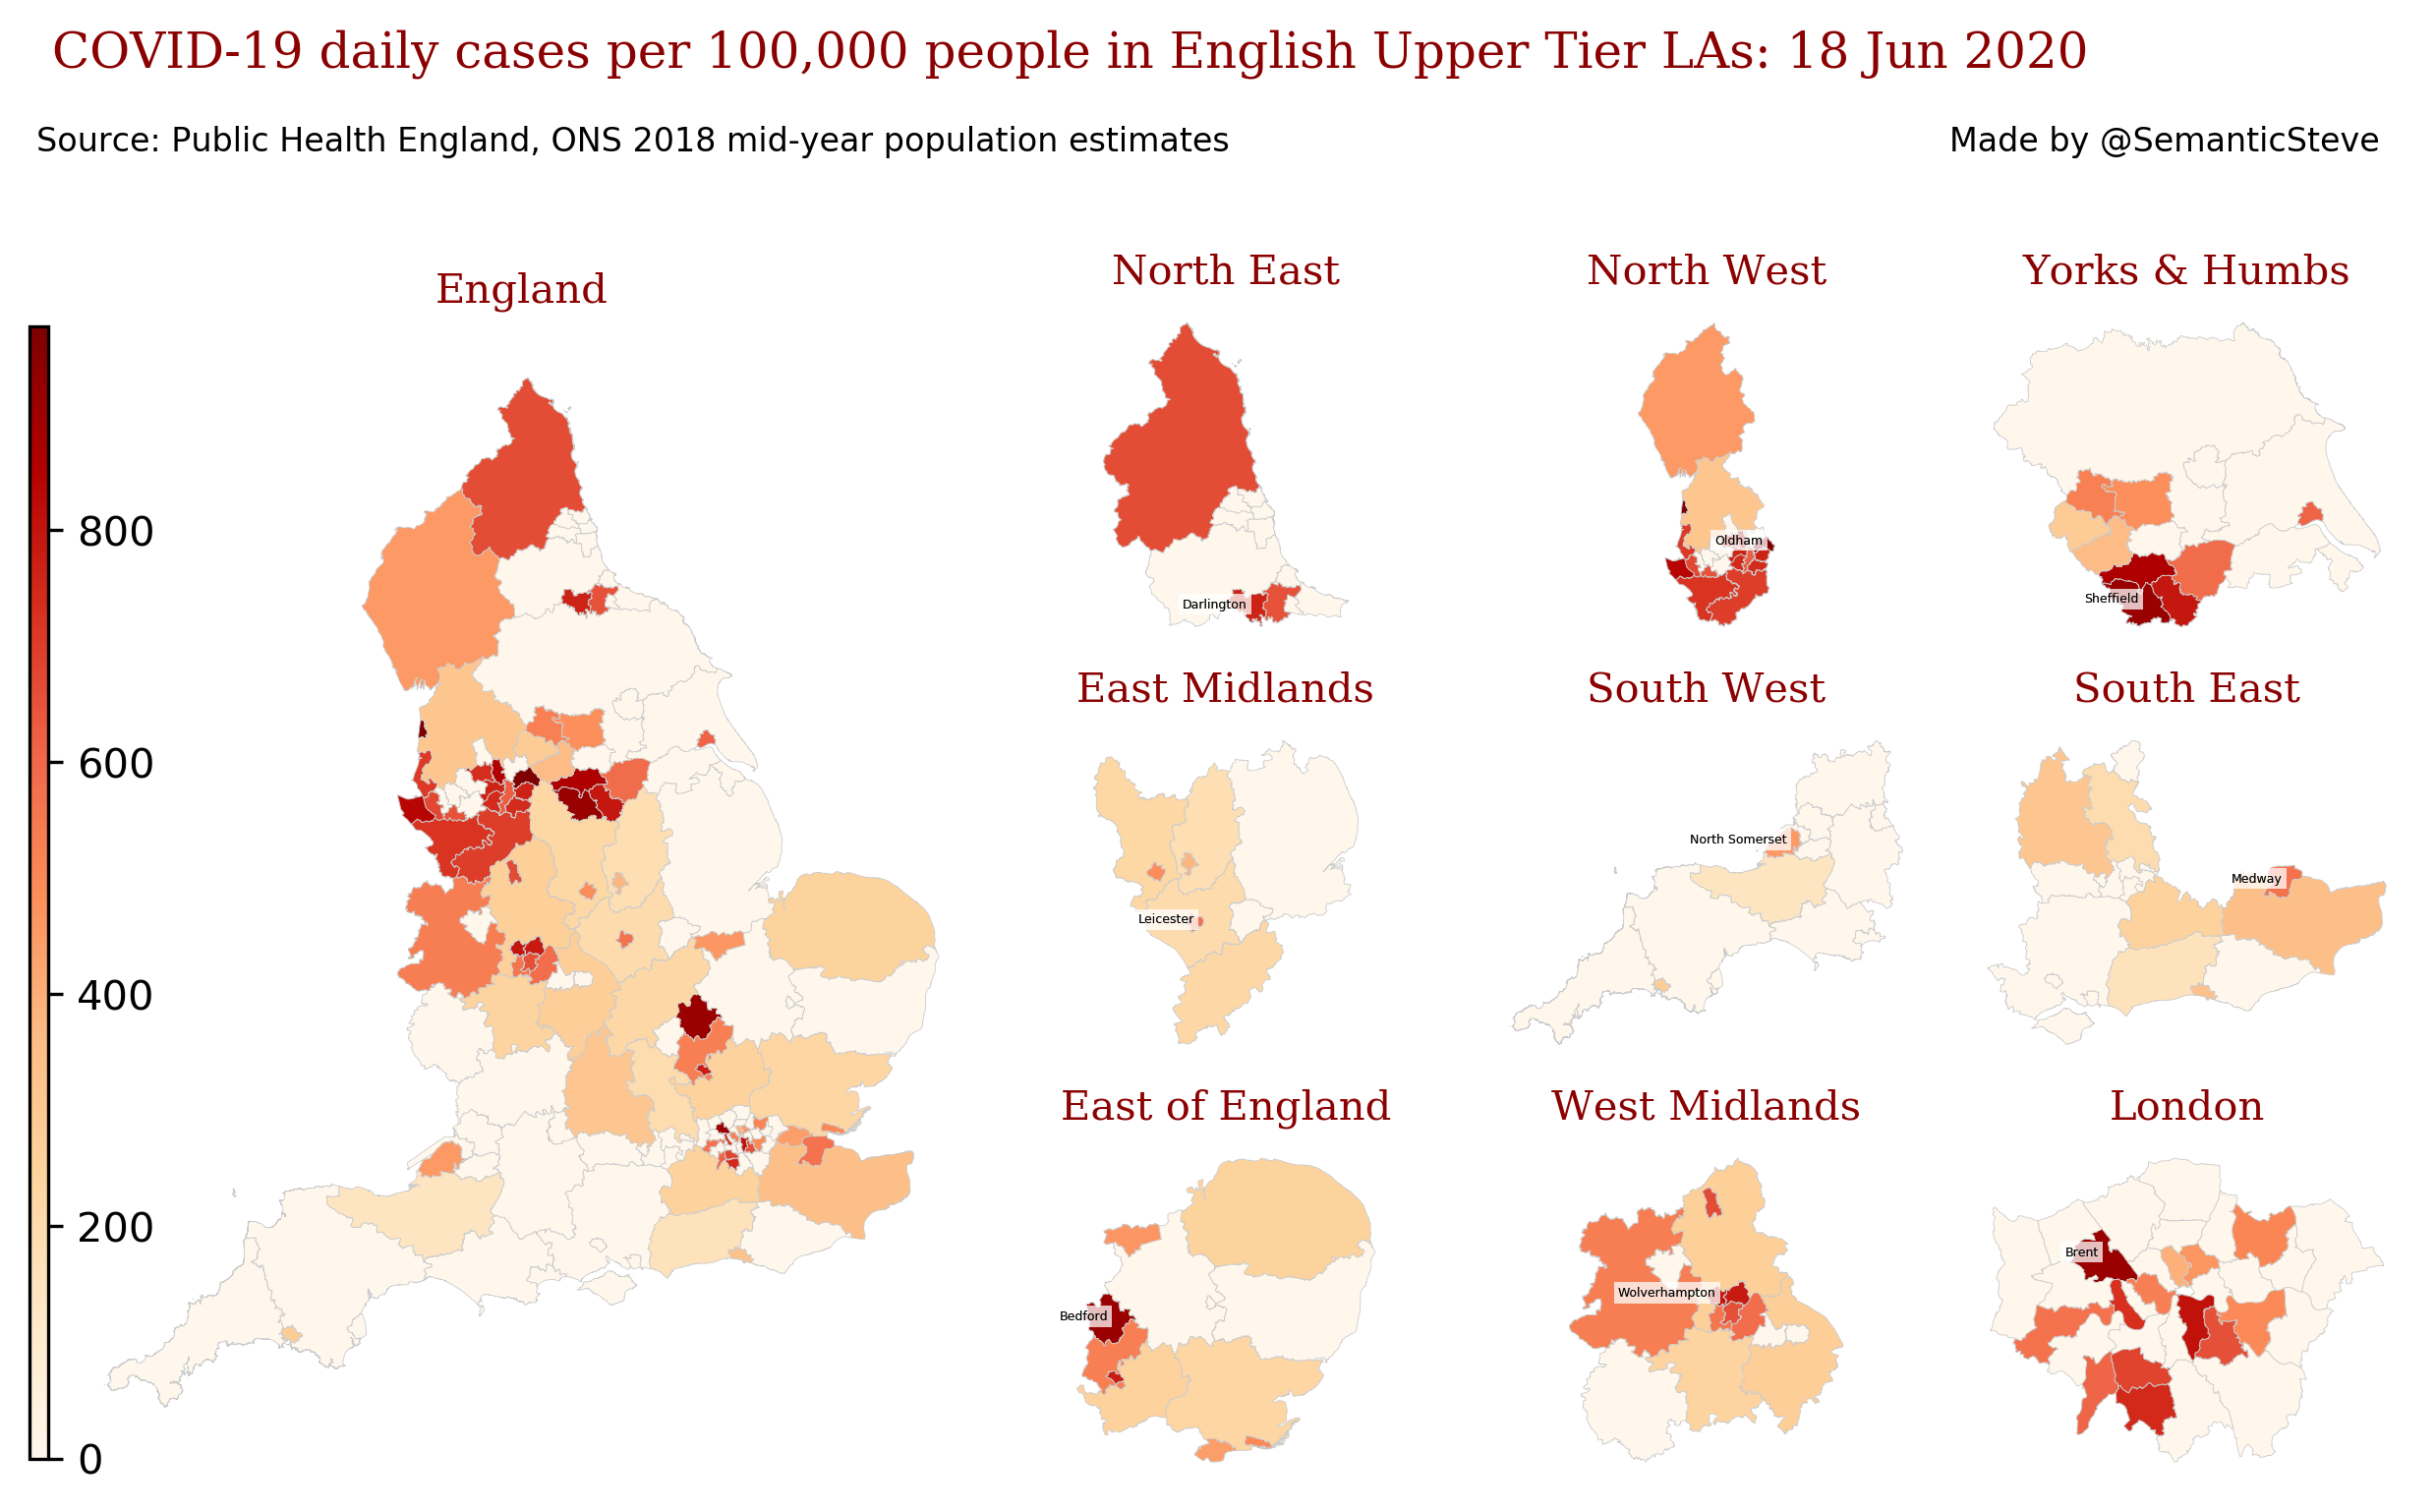 COVID-19 daily cases per 100,000 people in English Upper Tier LAs: 18 Jun 2020
Source: Public Health England, ONS 2018 mid-year population estimates
Made by @SemanticSteve
England
800
600
400
200
0
North East
Darlington
North West
Oldham
Yorks & Humbs
Sheffield
East Midlands
Leicester
South West
North Somerset
South East
Medway
East of England
Bedford
West Midlands
Wolverhampton
London
Brent